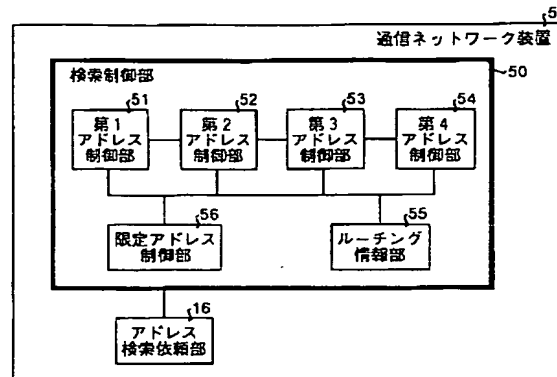 5
通信ネットワーク装置
50
検索制御部
51
52
53
54
第1
アドレス
制御部
第2
アドレス
制御部
第3
アドレス
制御部
第4
アドレス
制御部
56
55
限定アドレス
制御部
ルーチング
情報部
16
アドレス
検索依頼部